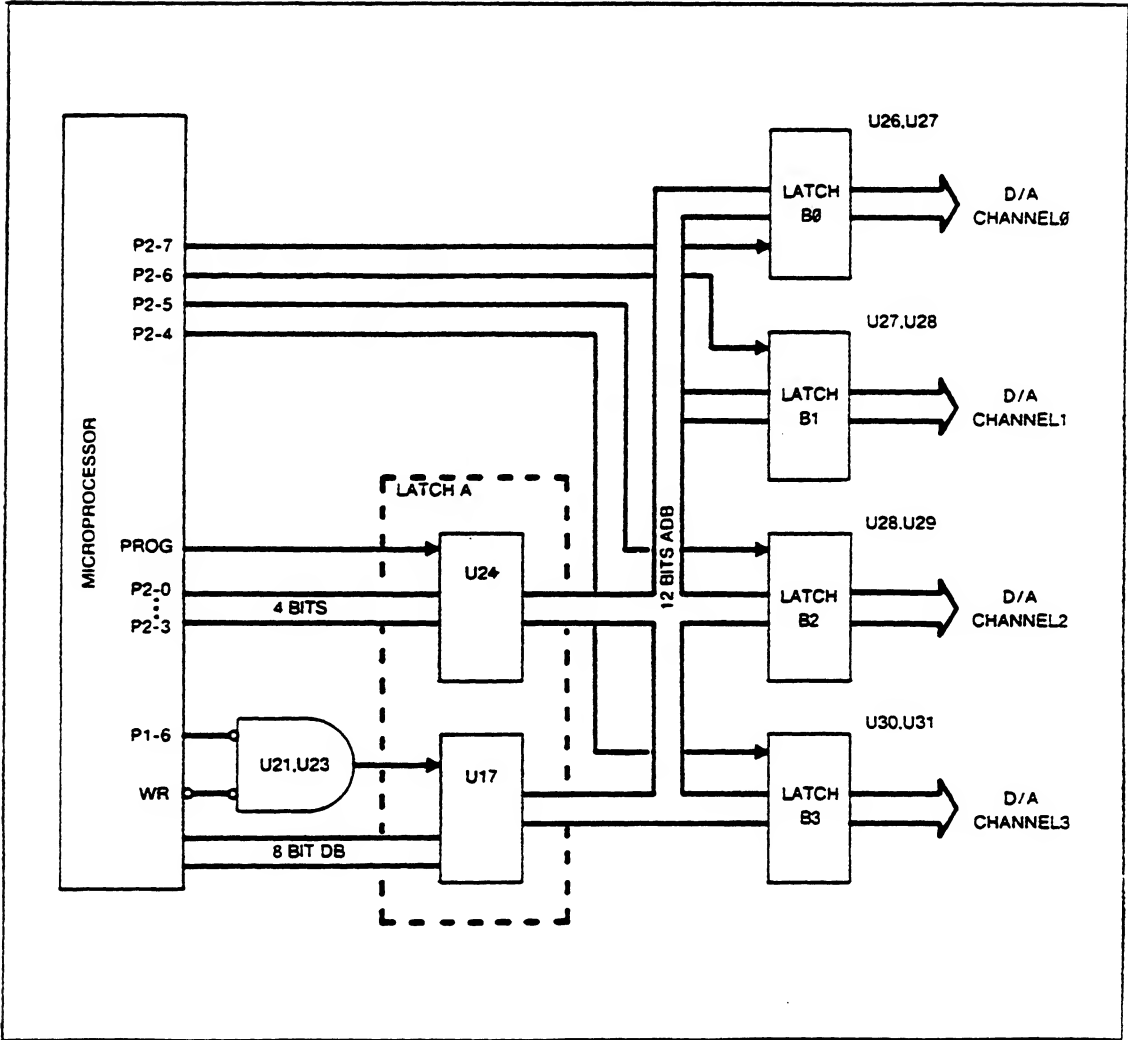 U26,U27
LATCH
BØ
D/A
CHANNELØ
P2-7
P2-6
P2-5
P2-4
U27,U28
LATCH
B1
D/A
CHANNEL1
MICROPROCESSOR
LATCH A
12 BITS ADB
PROG
P2-0
P2-3
4 BITS
U24
U28,U29
LATCH
B2
D/A
CHANNEL2
P1-6
WR
U21,U23
8 BIT DB
U17
U30,U31
LATCH
B3
D/A
CHANNEL3